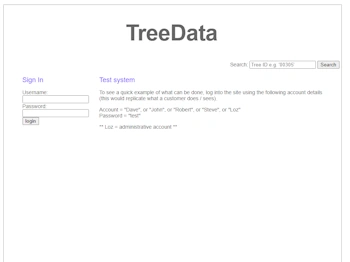 TreeData
Search: Tree ID e.g. '00305' Search
Sign In
Username:
Password:
login
Test system
To see a quick example of what can be done, log into the site using the following account details
(this would replicate what a customer does / sees).
Account = "Dave", or "John", or "Robert", or "Steve", or "Loz"
Password = "test"
** Loz = administrative account **